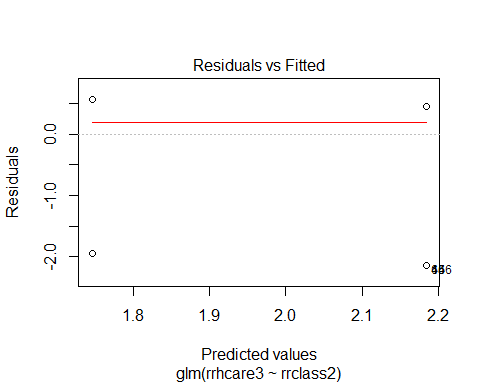 Residuals vs Fitted
0.0
-1.0
-2.0
Residuals
1.8 1.9 2.0 2.1 2.2
Predicted values
glm(rrhcare3 ~ rrclass2)